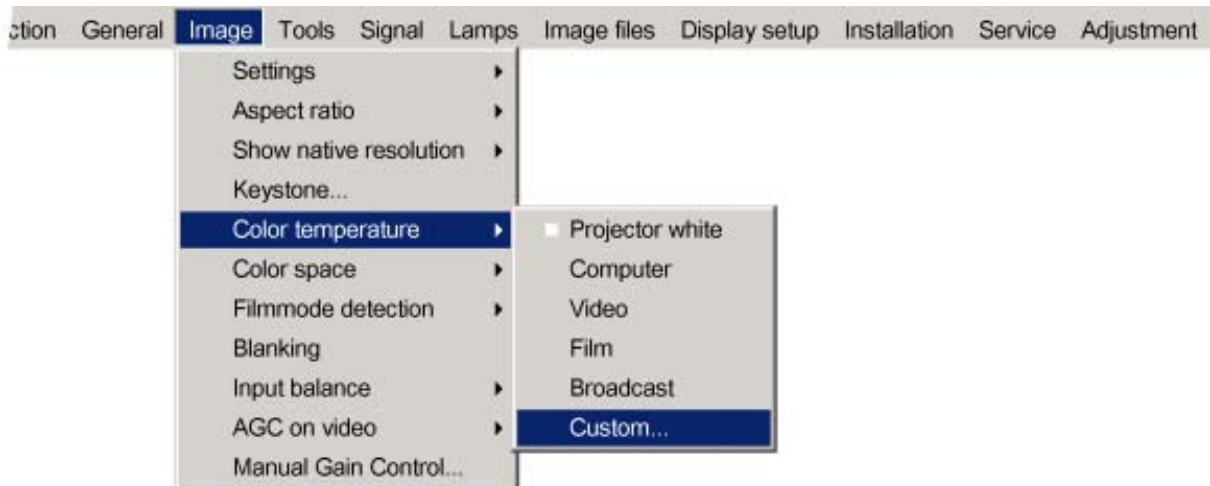 ction General Image Tools Signal Lamps Image files Display setup Installation Service Adjustment
Settings
Aspect ratio
Show native resolution
Keystone...
Color temperature
Projector white
Color space
Computer
Filmmode detection
Video
Blanking
Film
Input balance
Broadcast
AGC on video
Custom...
Manual Gain Control...